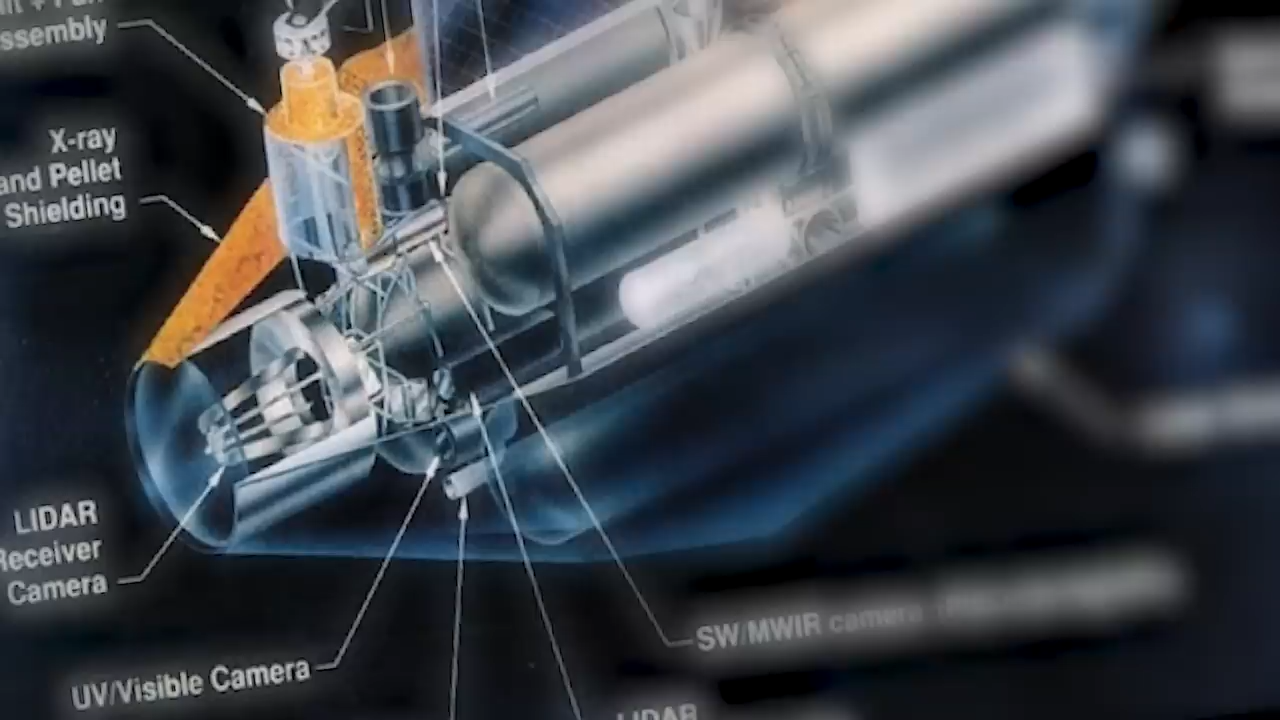 ssembly
X-ray
and Pellet
Shielding
LIDAR
Receiver
Camera
UV/Visible Camera
SW/MWIR camera
LIDAR